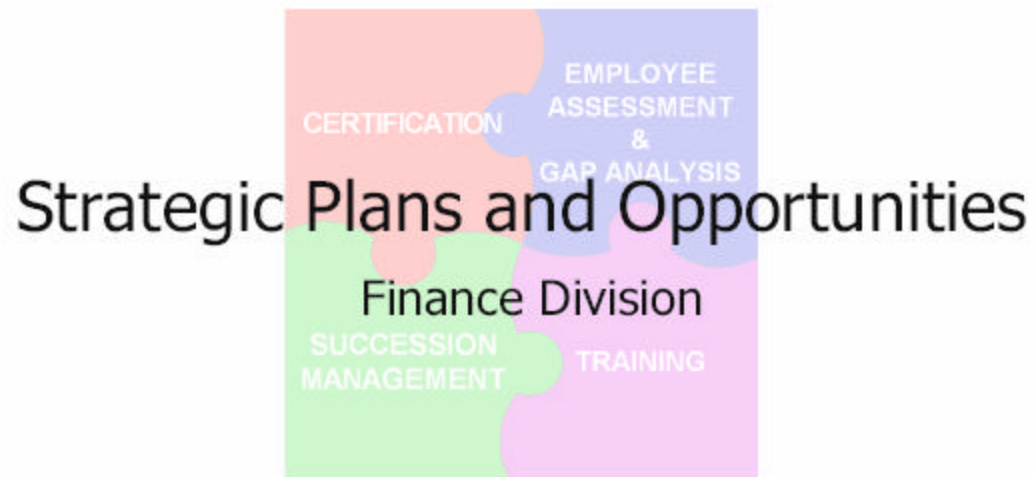 CERTIFICATION
EMPLOYEE
ASSESSMENT
&
GAP ANALYSIS
Strategic Plans and Opportunities
Finance Division
SUCCESSION
MANAGEMENT
TRAINING